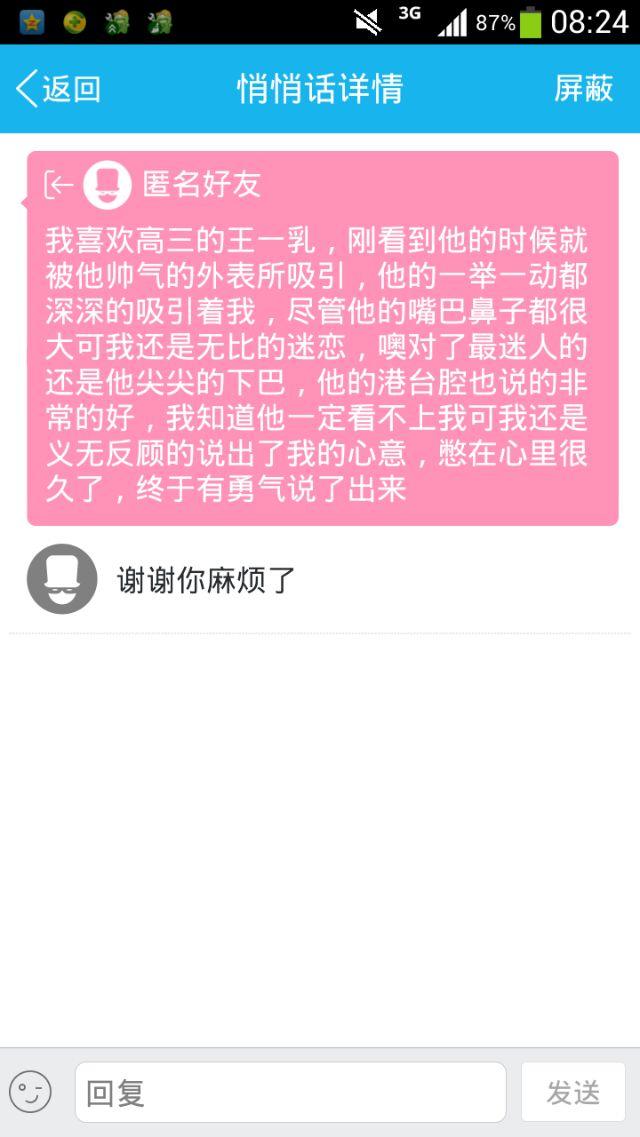 3G 87% 08:24
返回 悄悄话详情 屏蔽
匿名好友
我喜欢高三的王一乳，刚看到他的时候就
被他帅气的外表所吸引，他的一举一动都
深深的吸引着我，尽管他的嘴巴鼻子都很
大可我还是无比的迷恋，噢对了最迷人的
还是他尖尖的下巴，他的港台腔也说的非
常的好，我知道他一定看不上我可我还是
义无反顾的说出了我的心意，憋在心里很
久了，终于有勇气说了出来
谢谢你麻烦了
回复 发送